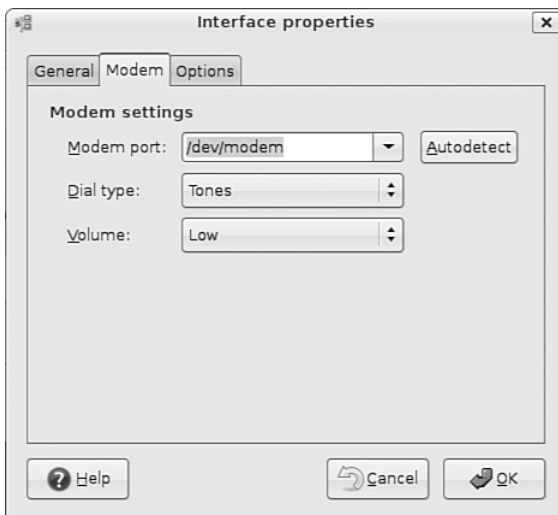 Interface properties
General Modem Options
Modem settings
Modem port: /dev/modem Autodetect
Dial type: Tones
Volume: Low
Help Cancel OK